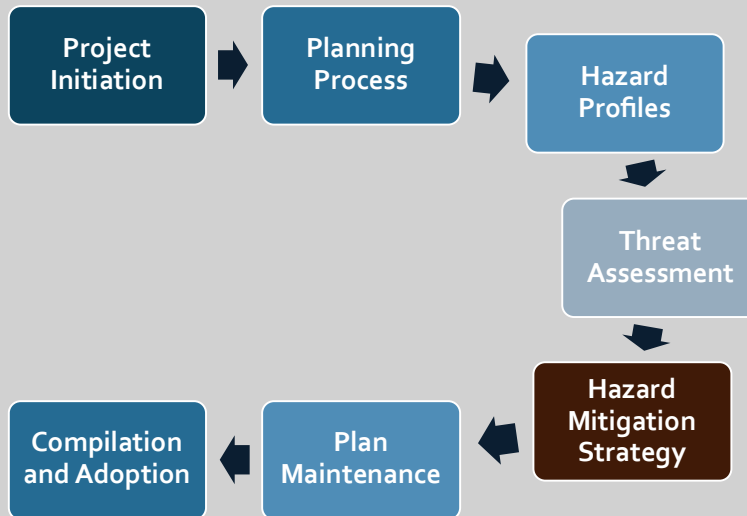 Project
Initiation
Planning
Process
Hazard
Profiles
Threat
Assessment
Hazard
Mitigation
Strategy
Plan
Maintenance
Compilation
and Adoption